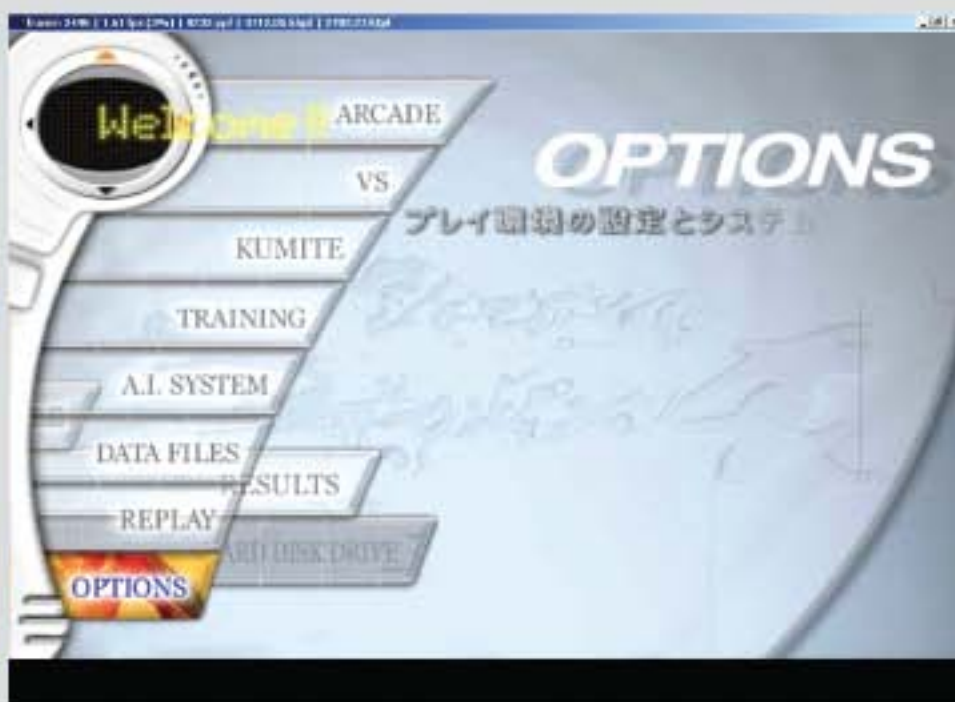 Welcome!!
ARCADE
VS
KUMITE
TRAINING
A.I. SYSTEM
DATA FILES
RESULTS
REPLAY
OPTIONS
OPTIONS
プレイ環境の設定とシステム